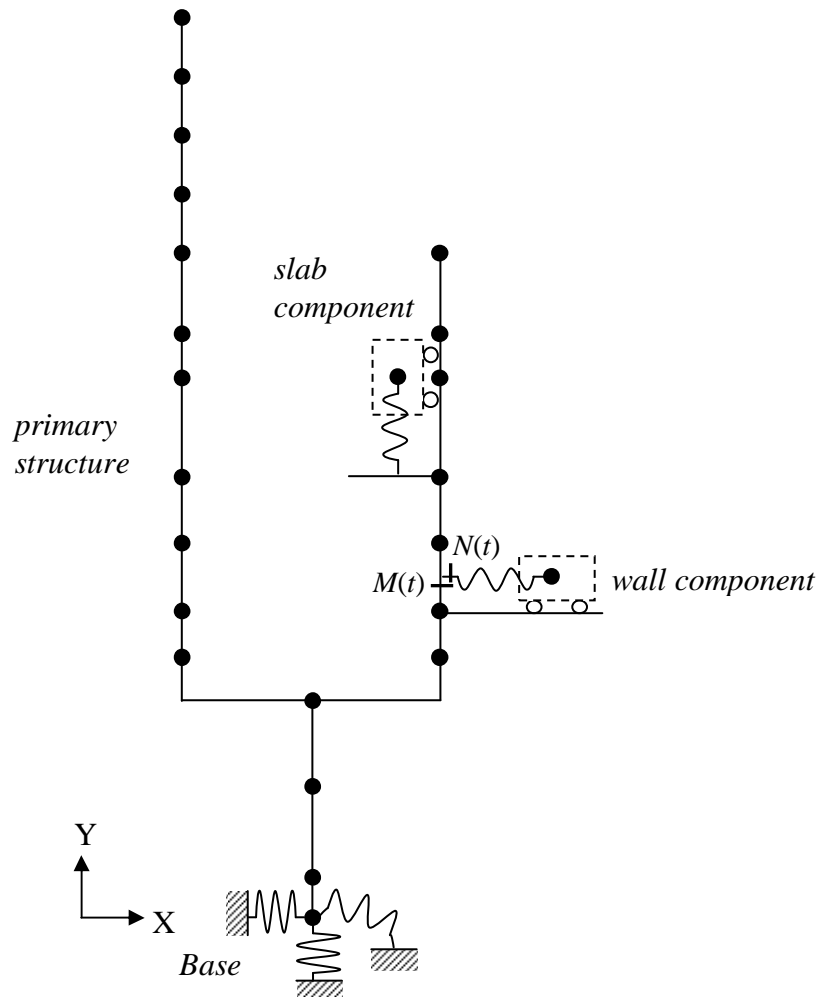 slab
component
primary
structure
N(t)
M(t)
wall component
Y
X
Base